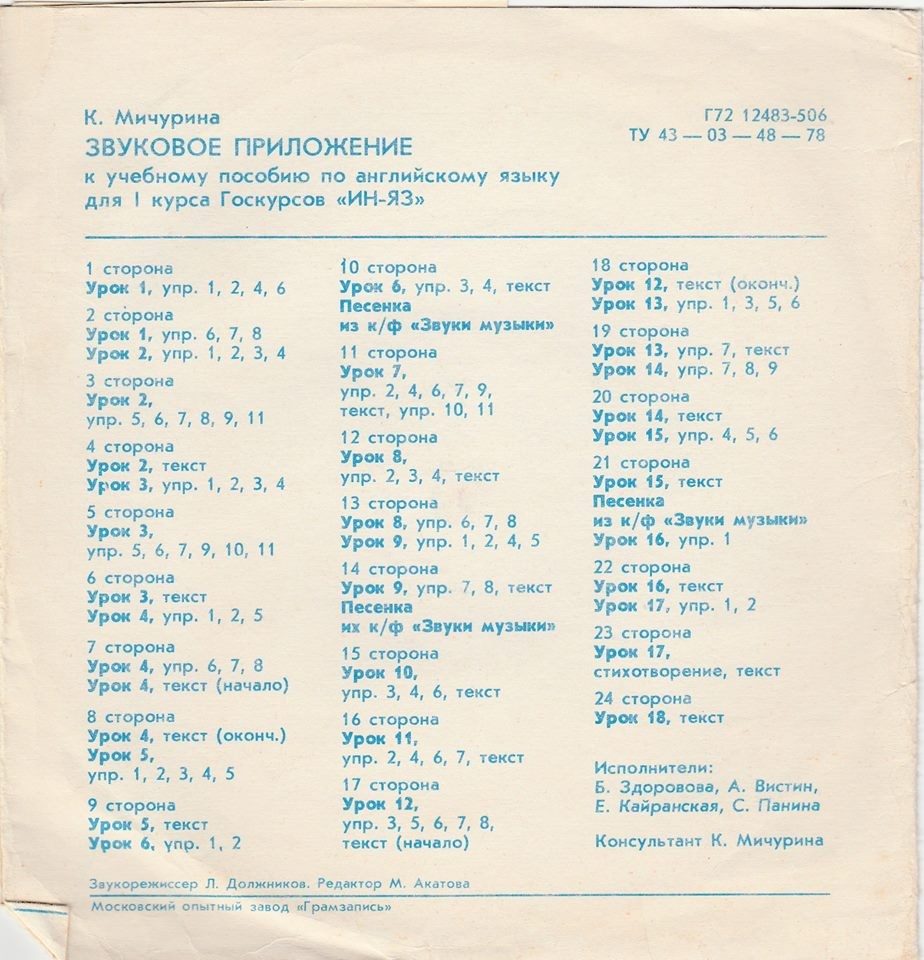 К. Мичурина
ЗВУКОВОЕ ПРИЛОЖЕНИЕ
к учебному пособию по английскому языку
для I курса Госкурсов «ИН-ЯЗ»
Г72 12483-506
ТУ 43 — 03 — 48 — 78
1 сторона
Урок 1, упр. 1, 2, 4, 6
2 сторона
Урок 1, упр. 6, 7, 8
Урок 2, упр. 1, 2, 3, 4
3 сторона
Урок 2,
упр. 5, 6, 7, 8, 9, 11
4 сторона
Урок 2, текст
Урок 3, упр. 1, 2, 3, 4
5 сторона
Урок 3,
упр. 5, 6, 7, 9, 10, 11
6 сторона
Урок 3, текст
Урок 4, упр. 1, 2, 5
7 сторона
Урок 4, упр. 6, 7, 8
Урок 4, текст (начало)
8 сторона
Урок 4, текст (оконч.)
Урок 5,
упр. 1, 2, 3, 4, 5
9 сторона
Урок 5, текст
Урок 6, упр. 1, 2
10 сторона
Урок 6, упр. 3, 4, текст
Песенка
из к/ф «Звуки музыки»
11 сторона
Урок 7,
упр. 2, 4, 6, 7, 9,
текст, упр. 10, 11
12 сторона
Урок 8,
упр. 2, 3, 4, текст
13 сторона
Урок 8, упр. 6, 7, 8
Урок 9, упр. 1, 2, 4, 5
14 сторона
Урок 9, упр. 7, 8, текст
Песенка
их к/ф «Звуки музыки»
15 сторона
Урок 10,
упр. 3, 4, 6, текст
16 сторона
Урок 11,
упр. 2, 4, 6, 7, текст
17 сторона
Урок 12,
упр. 3, 5, 6, 7, 8,
текст (начало)
18 сторона
Урок 12, текст (оконч.)
Урок 13, упр. 1, 3, 5, 6
19 сторона
Урок 13, упр. 7, текст
Урок 14, упр. 7, 8, 9
20 сторона
Урок 14, текст
Урок 15, упр. 4, 5, 6
21 сторона
Урок 15, текст
Песенка
из к/ф «Звуки музыки»
Урок 16, упр. 1
22 сторона
Урок 16, текст
Урок 17, упр. 1, 2
23 сторона
Урок 17,
стихотворение, текст
24 сторона
Урок 18, текст
Исполнители:
Б. Здоровова, А. Вистин,
Е. Кайранская, С. Панина
Консультант К. Мичурина
Звукорежиссер Л. Должников. Редактор М. Акатова
Московский опытный завод «Грамзапись»